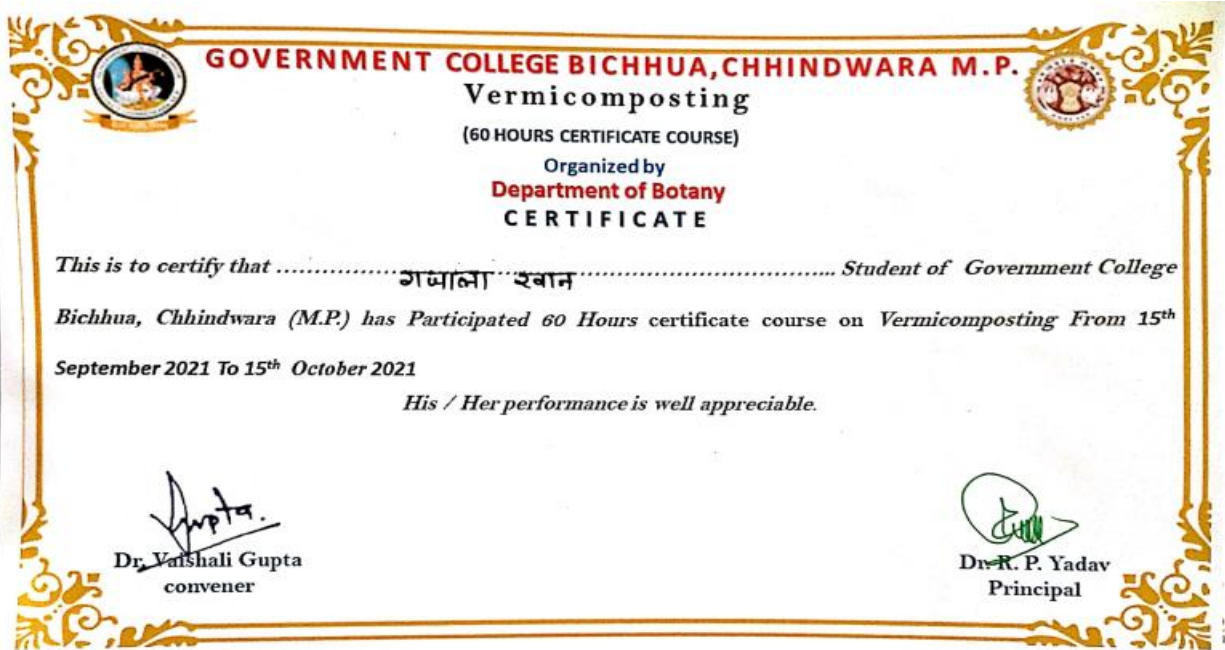 GOVERNMENT COLLEGE BICHHUA,CHHINDWARA M.P.
Vermicomposting
(60 HOURS CERTIFICATE COURSE)
Organized by
Department of Botany
CERTIFICATE
This is to certify that .............गजाला खान....................................... Student of Government College
Bichhua, Chhindwara (M.P.) has Participated 60 Hours certificate course on Vermicomposting From 15th
September 2021 To 15th October 2021
His / Her performance is well appreciable.
Gupta.
Dr. Vaishali Gupta
convener
Dr. R. P. Yadav
Principal